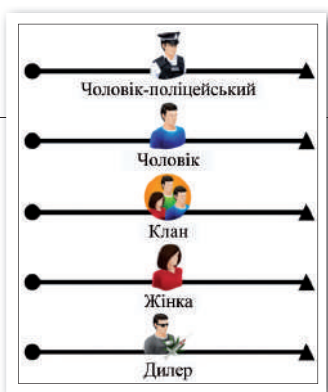 Чоловік-поліцейський
Чоловік
Клан
Жінка
Дилер